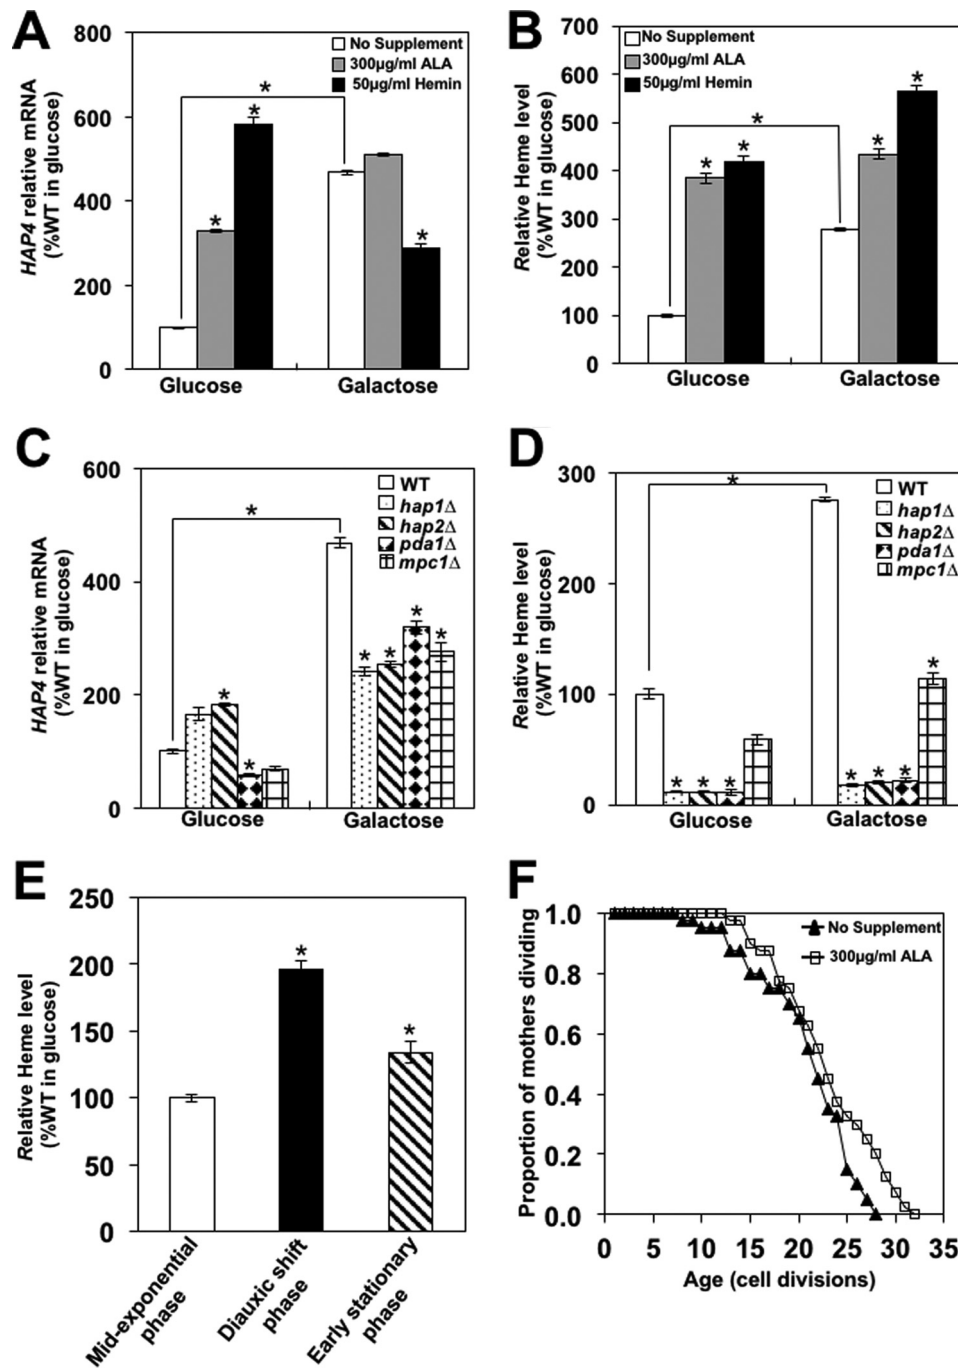 A
HAP4 relative mRNA
(%WT in glucose)
800
600
400
200
0
No Supplement
300µg/ml ALA
50µg/ml Hemin
*
*
*
*
Glucose
Galactose
B
Relative Heme level
(%WT in glucose)
700
600
500
400
300
200
100
0
No Supplement
300µg/ml ALA
50µg/ml Hemin
*
*
*
*
*
Glucose
Galactose
C
HAP4 relative mRNA
(%WT in glucose)
600
400
200
0
WT
hap1Δ
hap2Δ
pda1Δ
mpc1Δ
*
*
*
*
*
*
*
Glucose
Galactose
D
Relative Heme level
(%WT in glucose)
300
200
100
0
WT
hap1Δ
hap2Δ
pda1Δ
mpc1Δ
*
*
*
*
*
*
*
*
Glucose
Galactose
E
Relative Heme level
(%WT in glucose)
250
200
150
100
50
0
*
*
Mid-exponential
phase
Diauxic shift
phase
Early stationary
phase
F
Proportion of mothers dividing
1.0
0.8
0.6
0.4
0.2
0.0
No Supplement
300µg/ml ALA
0 5 10 15 20 25 30 35
Age (cell divisions)